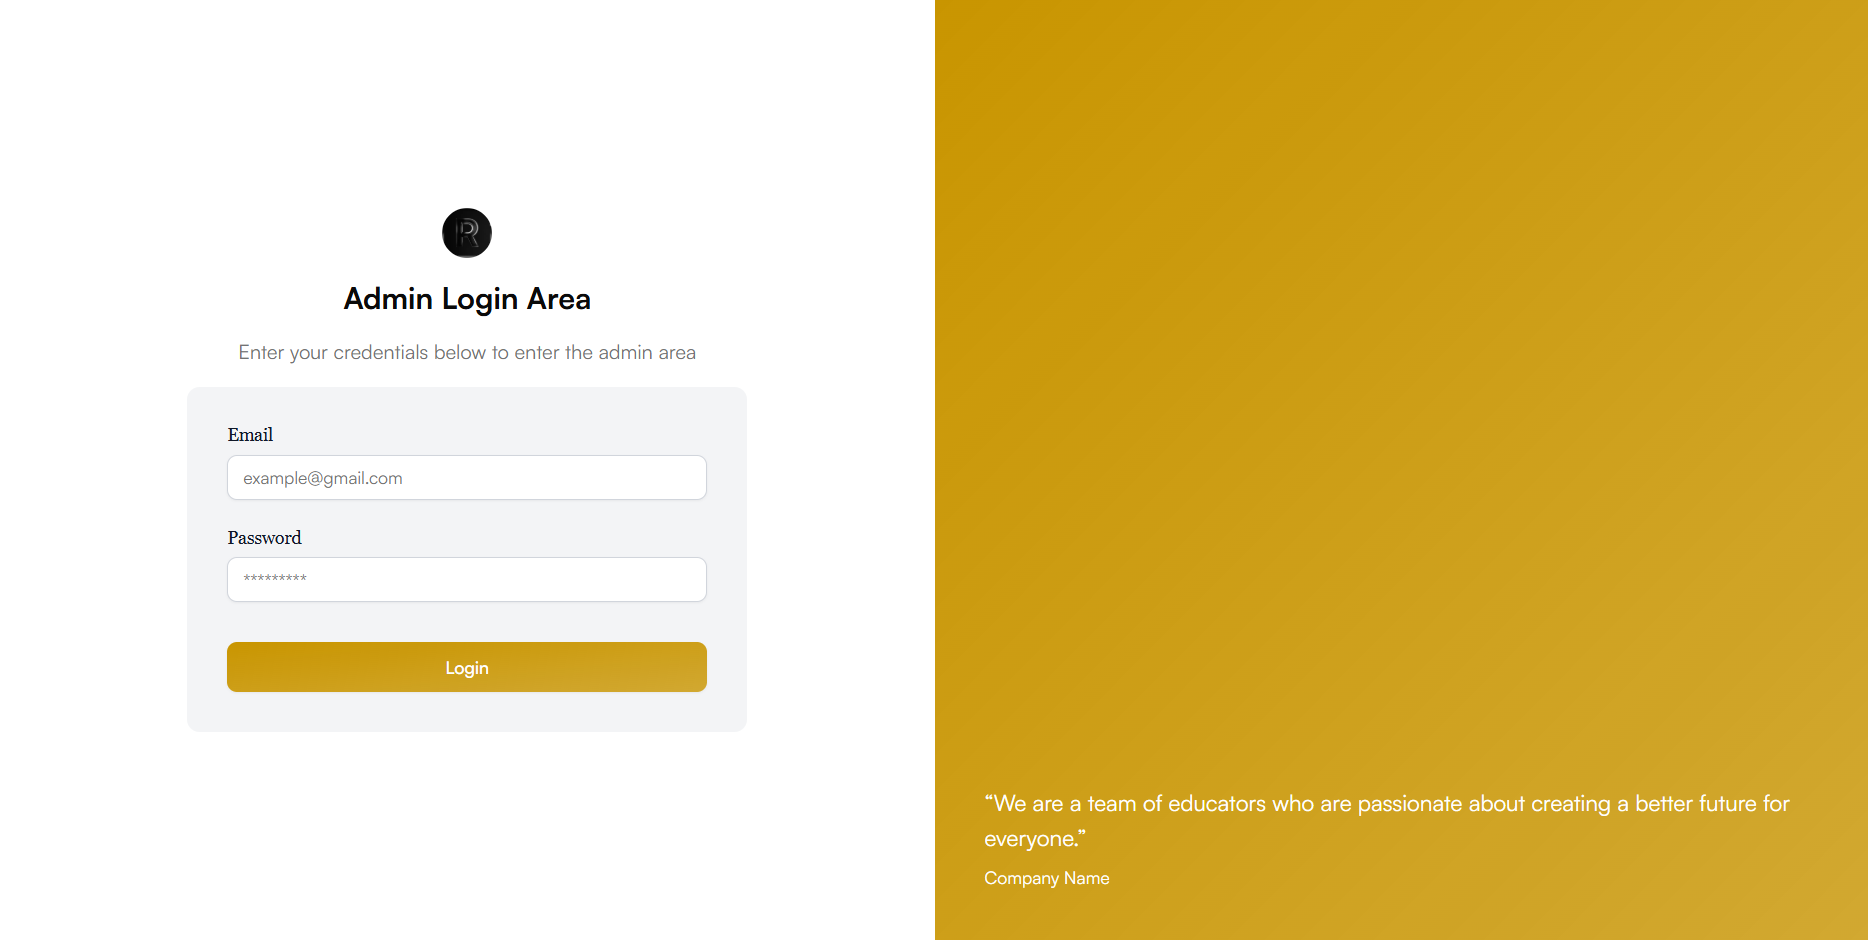 R
Admin Login Area
Enter your credentials below to enter the admin area
Email
example@gmail.com
Password
*********
Login
“We are a team of educators who are passionate about creating a better future for
everyone.”
Company Name